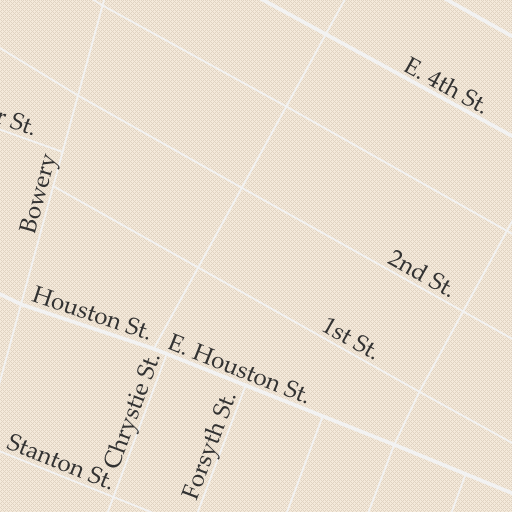 E. 4th St.
St.
Bowery
2nd St.
Houston St.
1st St.
E. Houston St.
Chrystie St.
Forsyth St.
Stanton St.